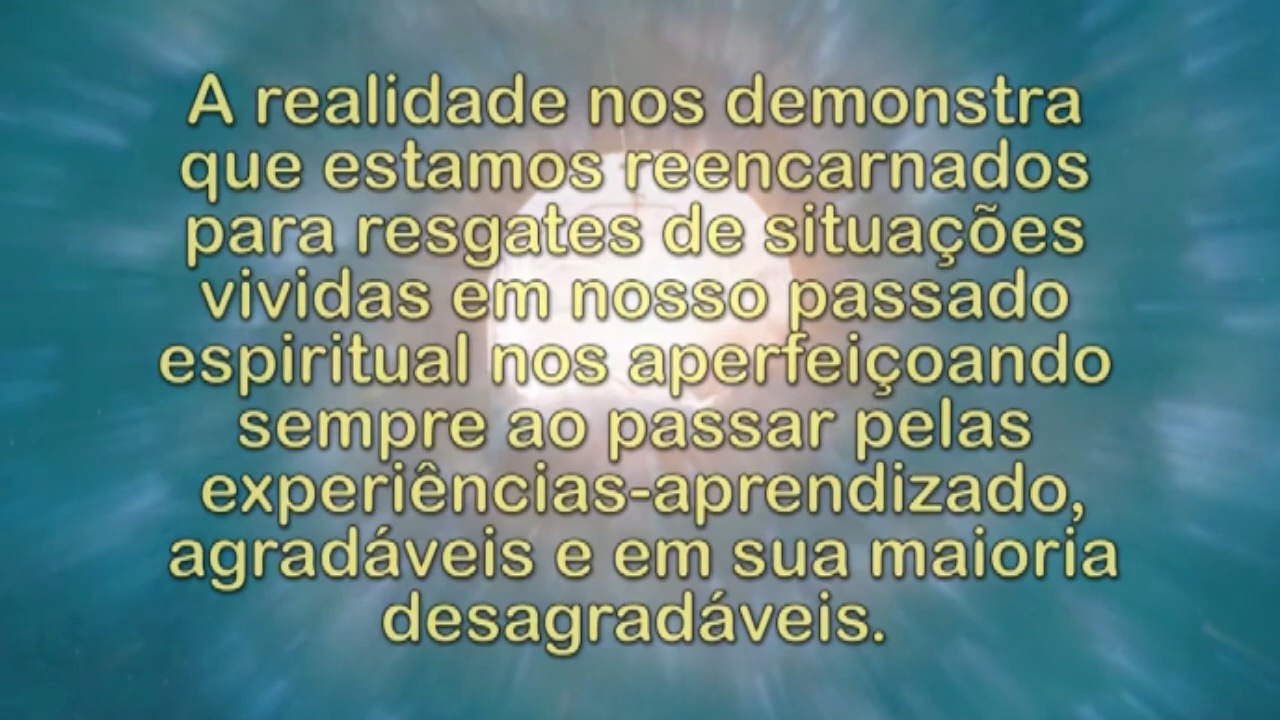 A realidade nos demonstra
que estamos reencarnados
para resgates de situações
vividas em nosso passado
espiritual nos aperfeiçoando
sempre ao passar pelas
experiências-aprendizado,
agradáveis e em sua maioria
desagradáveis.